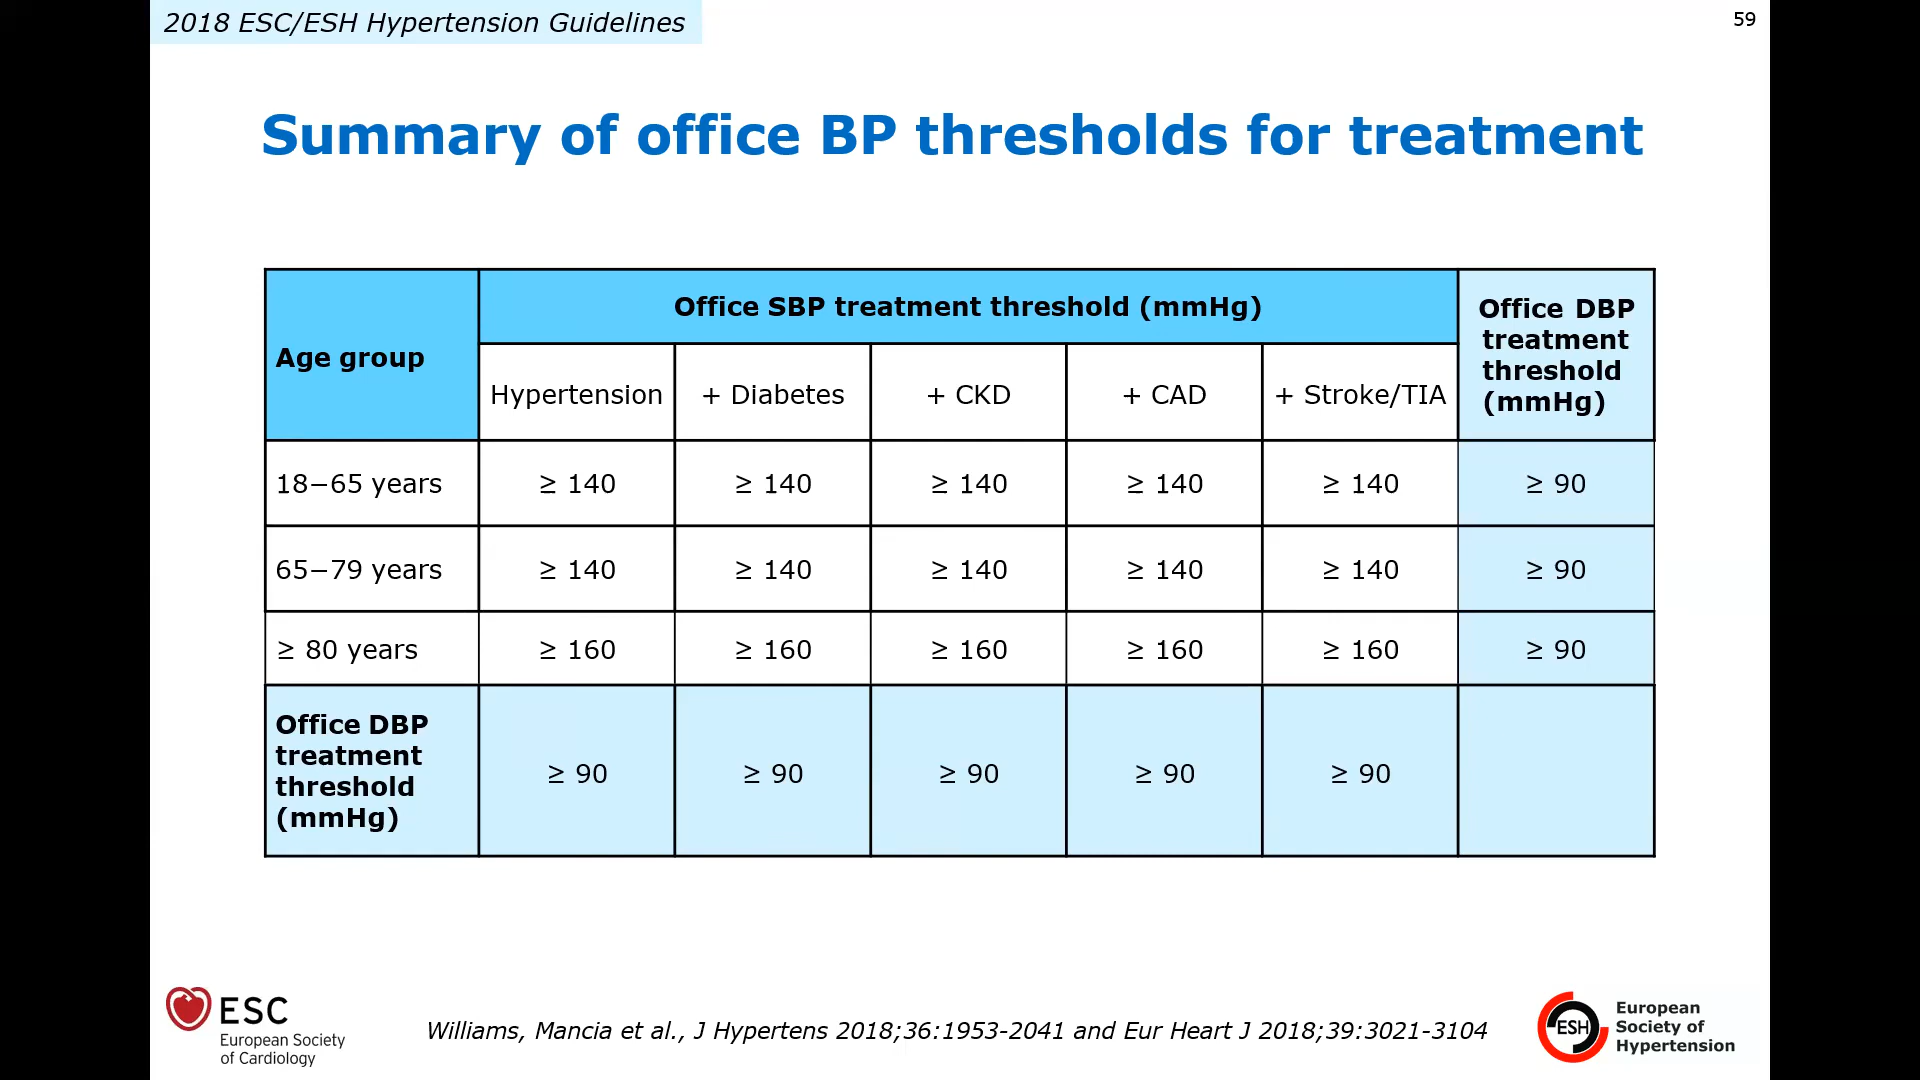 2018 ESC/ESH Hypertension Guidelines
59
Summary of office BP thresholds for treatment
Age group
Office SBP treatment threshold (mmHg)
Office DBP
treatment
threshold
(mmHg)
Hypertension
+ Diabetes
+ CKD
+ CAD
+ Stroke/TIA
18−65 years
≥ 140
≥ 140
≥ 140
≥ 140
≥ 140
≥ 90
65−79 years
≥ 140
≥ 140
≥ 140
≥ 140
≥ 140
≥ 90
≥ 80 years
≥ 160
≥ 160
≥ 160
≥ 160
≥ 160
≥ 90
Office DBP
treatment
threshold
(mmHg)
≥ 90
≥ 90
≥ 90
≥ 90
≥ 90
ESC
European Society
of Cardiology
Williams, Mancia et al., J Hypertens 2018;36:1953-2041 and Eur Heart J 2018;39:3021-3104
ESH
European
Society of
Hypertension